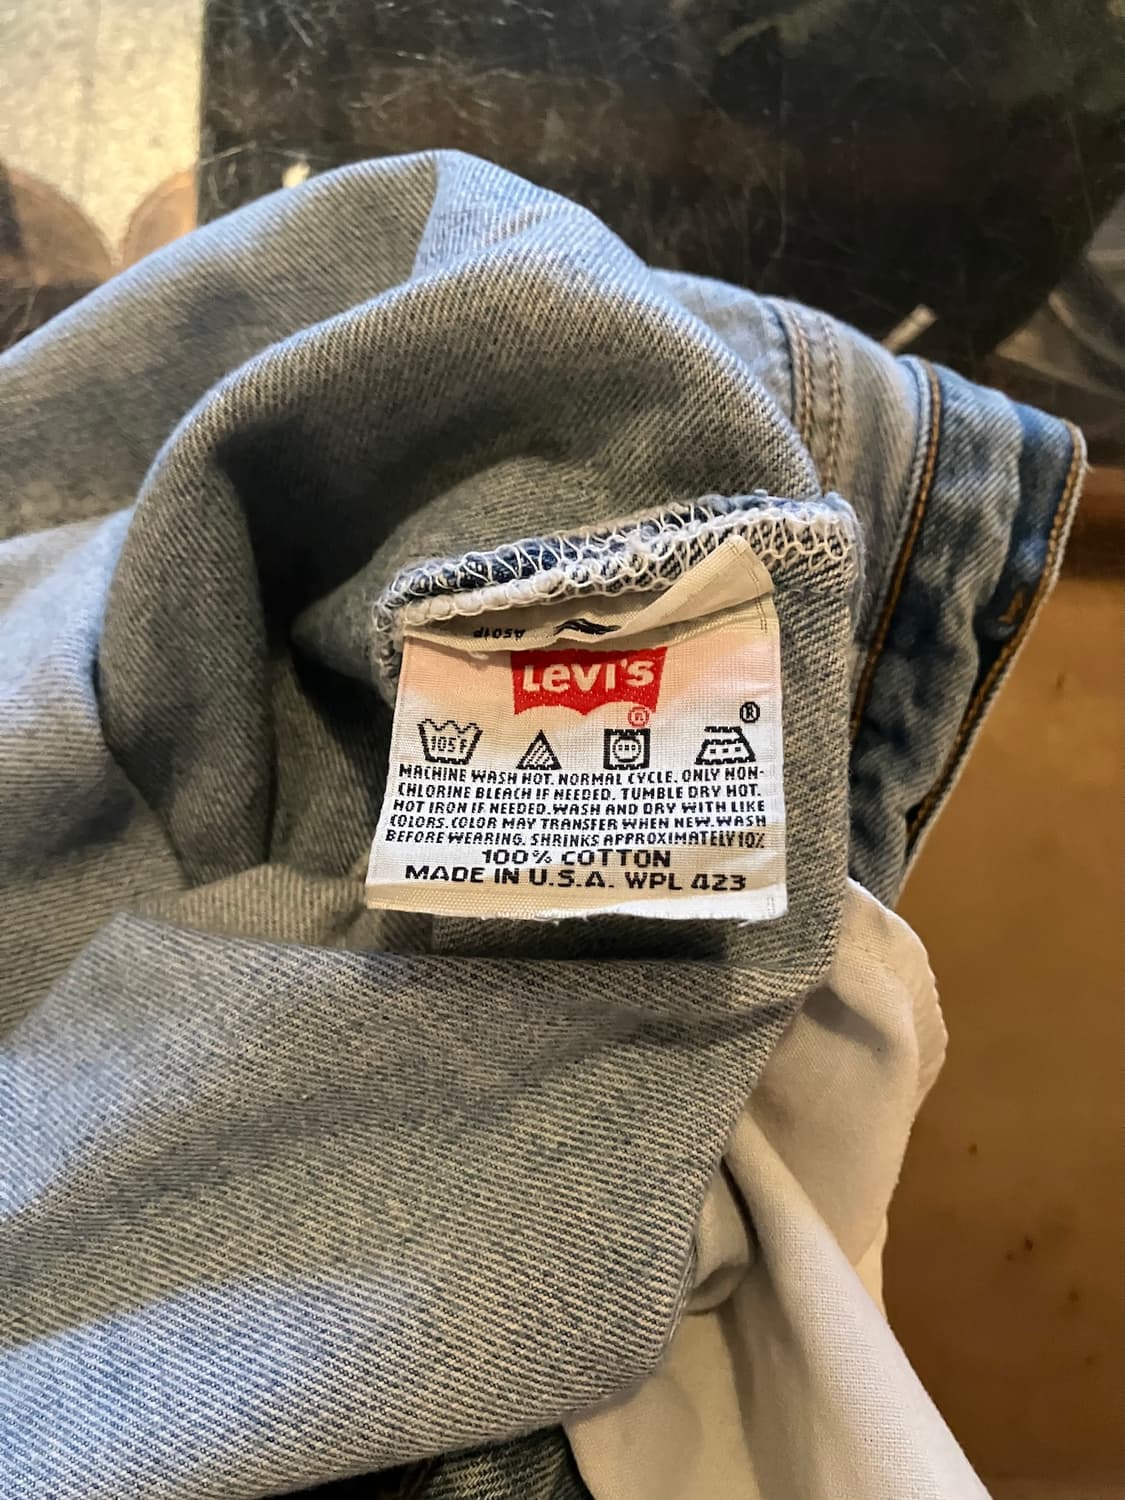 A501P
Levi's
®
®
105F
MACHINE WASH HOT. NORMAL CYCLE. ONLY NON-
CHLORINE BLEACH IF NEEDED. TUMBLE DRY HOT.
HOT IRON IF NEEDED. WASH AND DRY WITH LIKE
COLORS. COLOR MAY TRANSFER WHEN NEW. WASH
BEFORE WEARING. SHRINKS APPROXIMATELY 10%
100% COTTON
MADE IN U.S.A. WPL 423